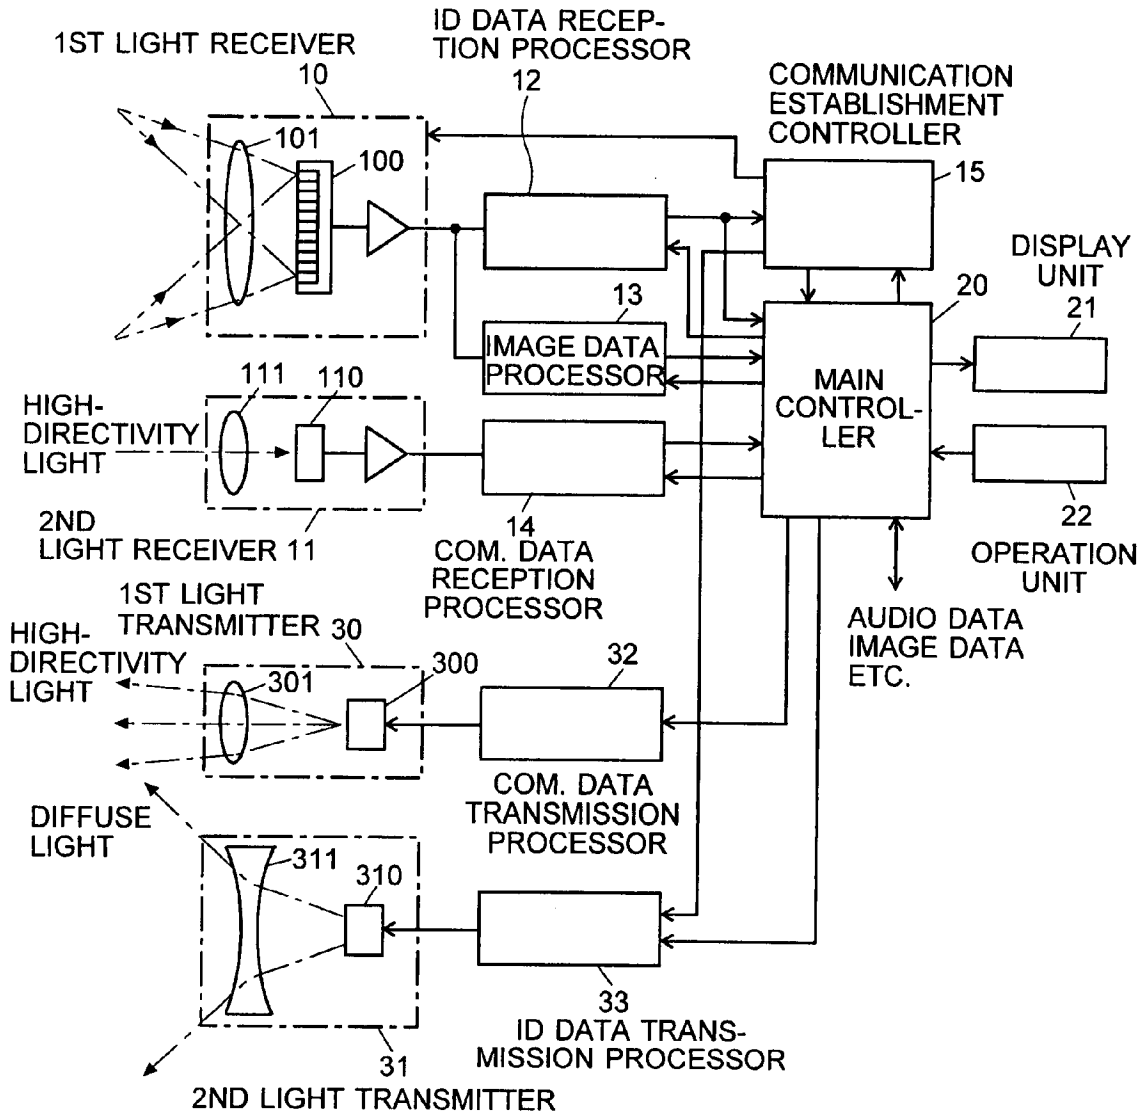 ID DATA RECEP-
TION PROCESSOR
1ST LIGHT RECEIVER
10
12
COMMUNICATION
ESTABLISHMENT
CONTROLLER
101
100
15
DISPLAY
UNIT
13
20
21
IMAGE DATA
PROCESSOR
MAIN
CONTROL-
LER
111
110
HIGH-
DIRECTIVITY
LIGHT
22
2ND
LIGHT RECEIVER 11
14
COM. DATA
RECEPTION
PROCESSOR
OPERATION
UNIT
AUDIO DATA
IMAGE DATA
ETC.
1ST LIGHT
TRANSMITTER 30
HIGH-
DIRECTIVITY
LIGHT
301
300
32
COM. DATA
TRANSMISSION
PROCESSOR
DIFFUSE
LIGHT
311
310
33
ID DATA TRANS-
MISSION PROCESSOR
31
2ND LIGHT TRANSMITTER